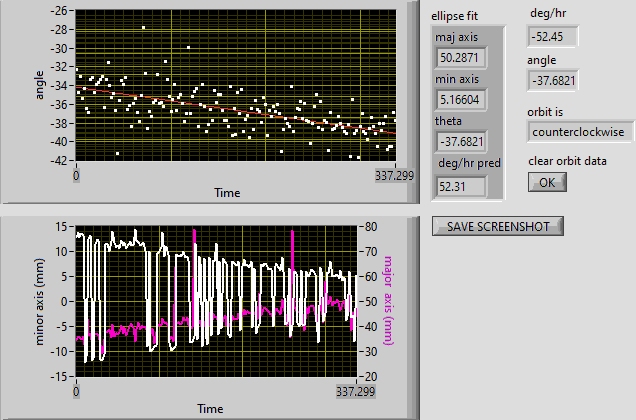 -26
-28
-30
-32
-34
-36
-38
-40
-42
angle
0
337.299
Time
ellipse fit
maj axis
50.2871
min axis
5.16604
theta
-37.6821
deg/hr pred
52.31
deg/hr
-52.45
angle
-37.6821
orbit is
counterclockwise
clear orbit data
OK
SAVE SCREENSHOT
15
10
5
0
-5
-10
-15
minor axis (mm)
80
70
60
50
40
30
20
major axis (mm)
0
337.299
Time